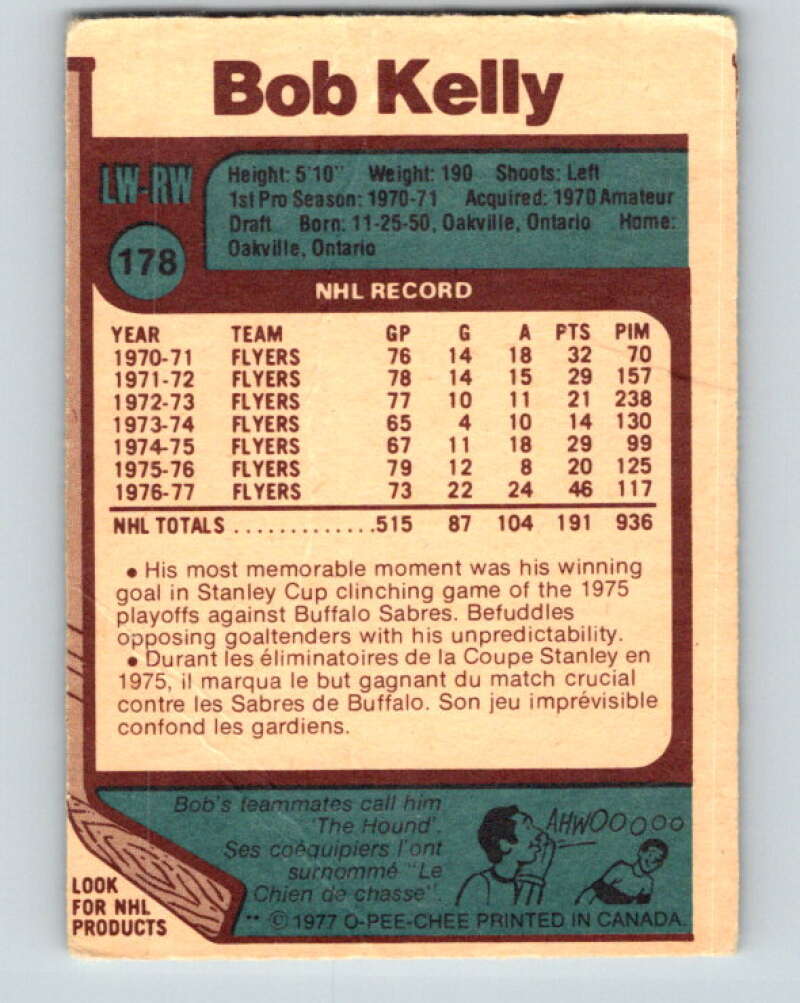 Bob Kelly
LW-RW
178
Height: 5'10" Weight: 190 Shoots: Left
1st Pro Season: 1970-71 Acquired: 1970 Amateur
Draft Born: 11-25-50, Oakville, Ontario Home:
Oakville, Ontario
NHL RECORD
YEAR TEAM GP G A PTS PIM
1970-71 FLYERS 76 14 18 32 70
1971-72 FLYERS 78 14 15 29 157
1972-73 FLYERS 77 10 11 21 238
1973-74 FLYERS 65 4 10 14 130
1974-75 FLYERS 67 11 18 29 99
1975-76 FLYERS 79 12 8 20 125
1976-77 FLYERS 73 22 24 46 117
NHL TOTALS .............515 87 104 191 936
• His most memorable moment was his winning
goal in Stanley Cup clinching game of the 1975
playoffs against Buffalo Sabres. Befuddles
opposing goaltenders with his unpredictability.
• Durant les éliminatoires de la Coupe Stanley en
1975, il marqua le but gagnant du match crucial
contre les Sabres de Buffalo. Son jeu imprévisible
confond les gardiens.
Bob's teammates call him
'The Hound'.
Ses coéquipiers l'ont
surnommé "Le
Chien de chasse".
AHWOOOOO
LOOK
FOR NHL
PRODUCTS
** © 1977 O-PEE-CHEE PRINTED IN CANADA.